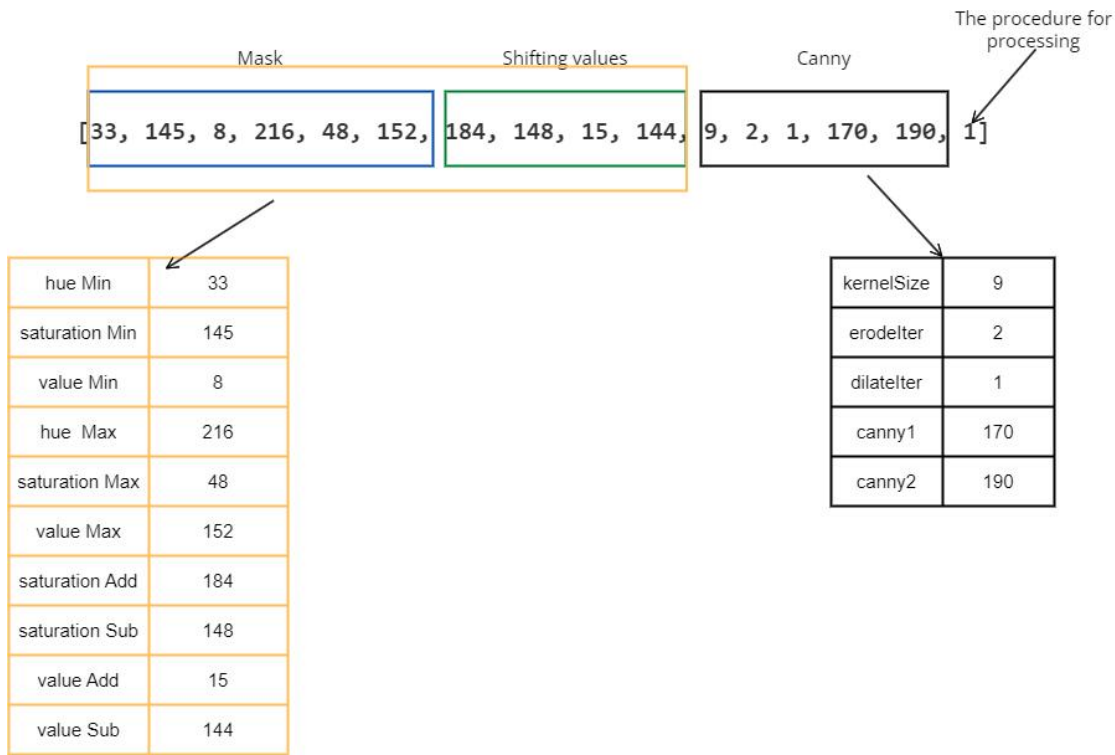 The procedure for
processing
Mask
Shifting values
Canny
[33, 145, 8, 216, 48, 152, 184, 148, 15, 144, 9, 2, 1, 170, 190, 1]
hue Min 33
saturation Min 145
value Min 8
hue Max 216
saturation Max 48
value Max 152
saturation Add 184
saturation Sub 148
value Add 15
value Sub 144
kernelSize 9
erodeIter 2
dilateIter 1
canny1 170
canny2 190